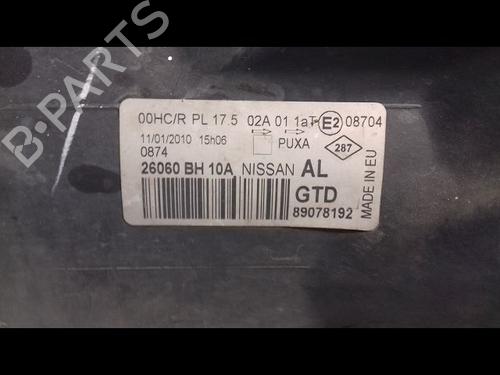 B-PARTS
00HC/R PL 17.5 02A 01 1aT E2 08704
11/01/2010 15h06 PUXA 287
0874
26060 BH 10A NISSAN AL
GTD
89078192
MADE IN EU